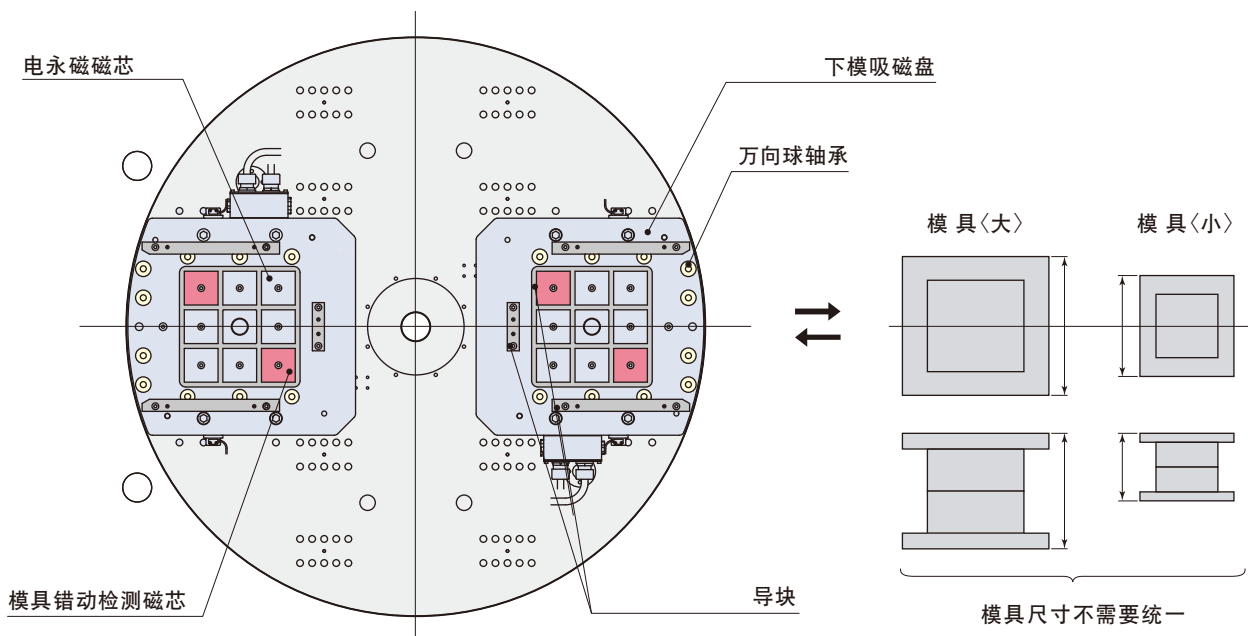 电永磁磁芯
下模吸磁盘
万向球轴承
模具〈大〉
模具〈小〉
模具错动检测磁芯
导块
模具尺寸不需要统一